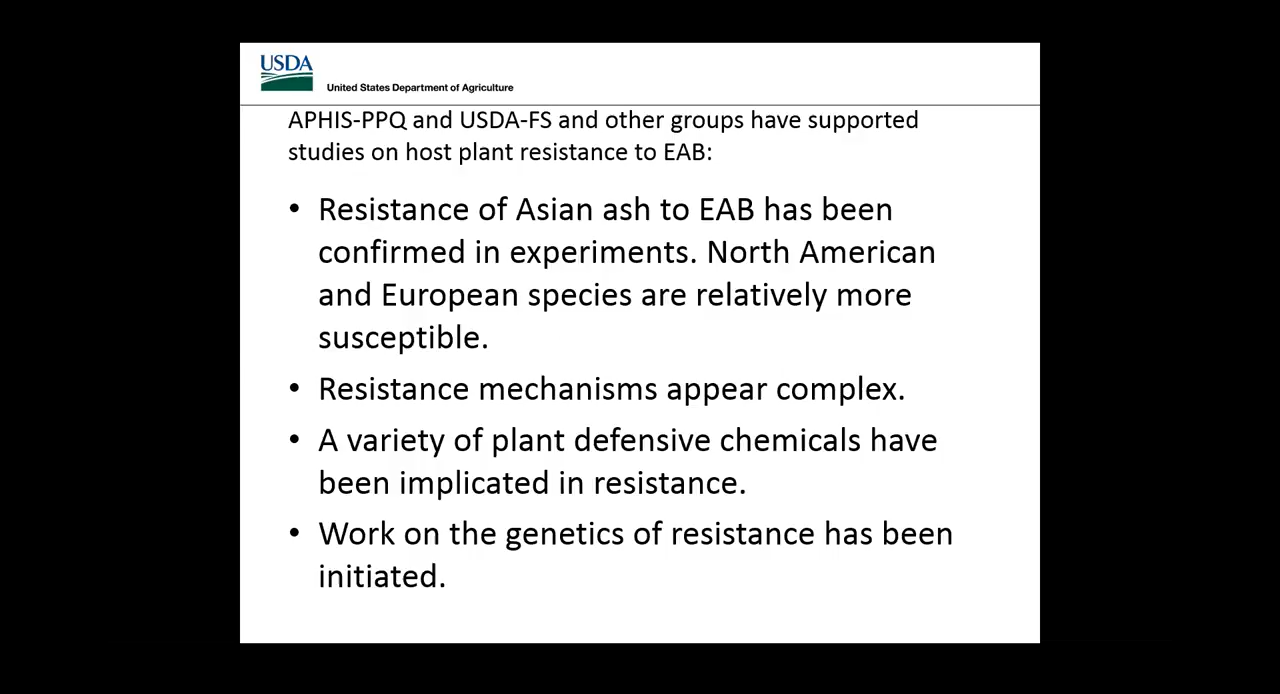 USDA
United States Department of Agriculture
APHIS-PPQ and USDA-FS and other groups have supported
studies on host plant resistance to EAB:
• Resistance of Asian ash to EAB has been
confirmed in experiments. North American
and European species are relatively more
susceptible.
• Resistance mechanisms appear complex.
• A variety of plant defensive chemicals have
been implicated in resistance.
• Work on the genetics of resistance has been
initiated.